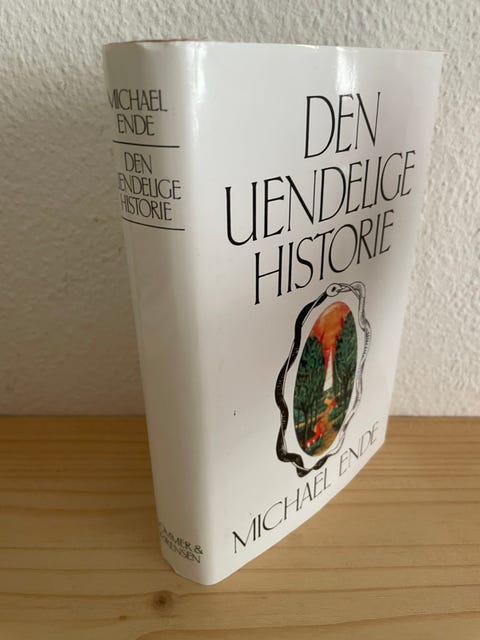 MICHAEL
ENDE
DEN
UENDELIGE
HISTORIE
DEN
UENDELIGE
HISTORIE
MICHAEL ENDE